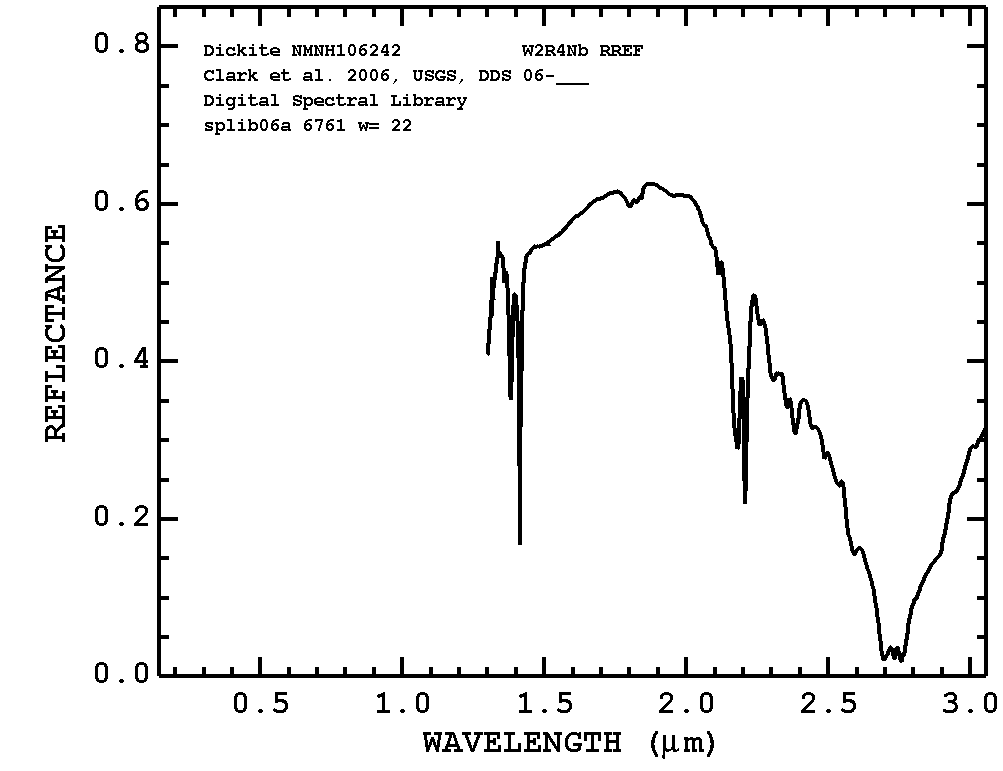 0.8
Dickite NMNH106242 W2R4Nb RREF
Clark et al. 2006, USGS, DDS 06-___
Digital Spectral Library
splib06a 6761 w= 22
0.6
0.4
0.2
0.0
REFLECTANCE
0.5 1.0 1.5 2.0 2.5 3.0
WAVELENGTH (μm)